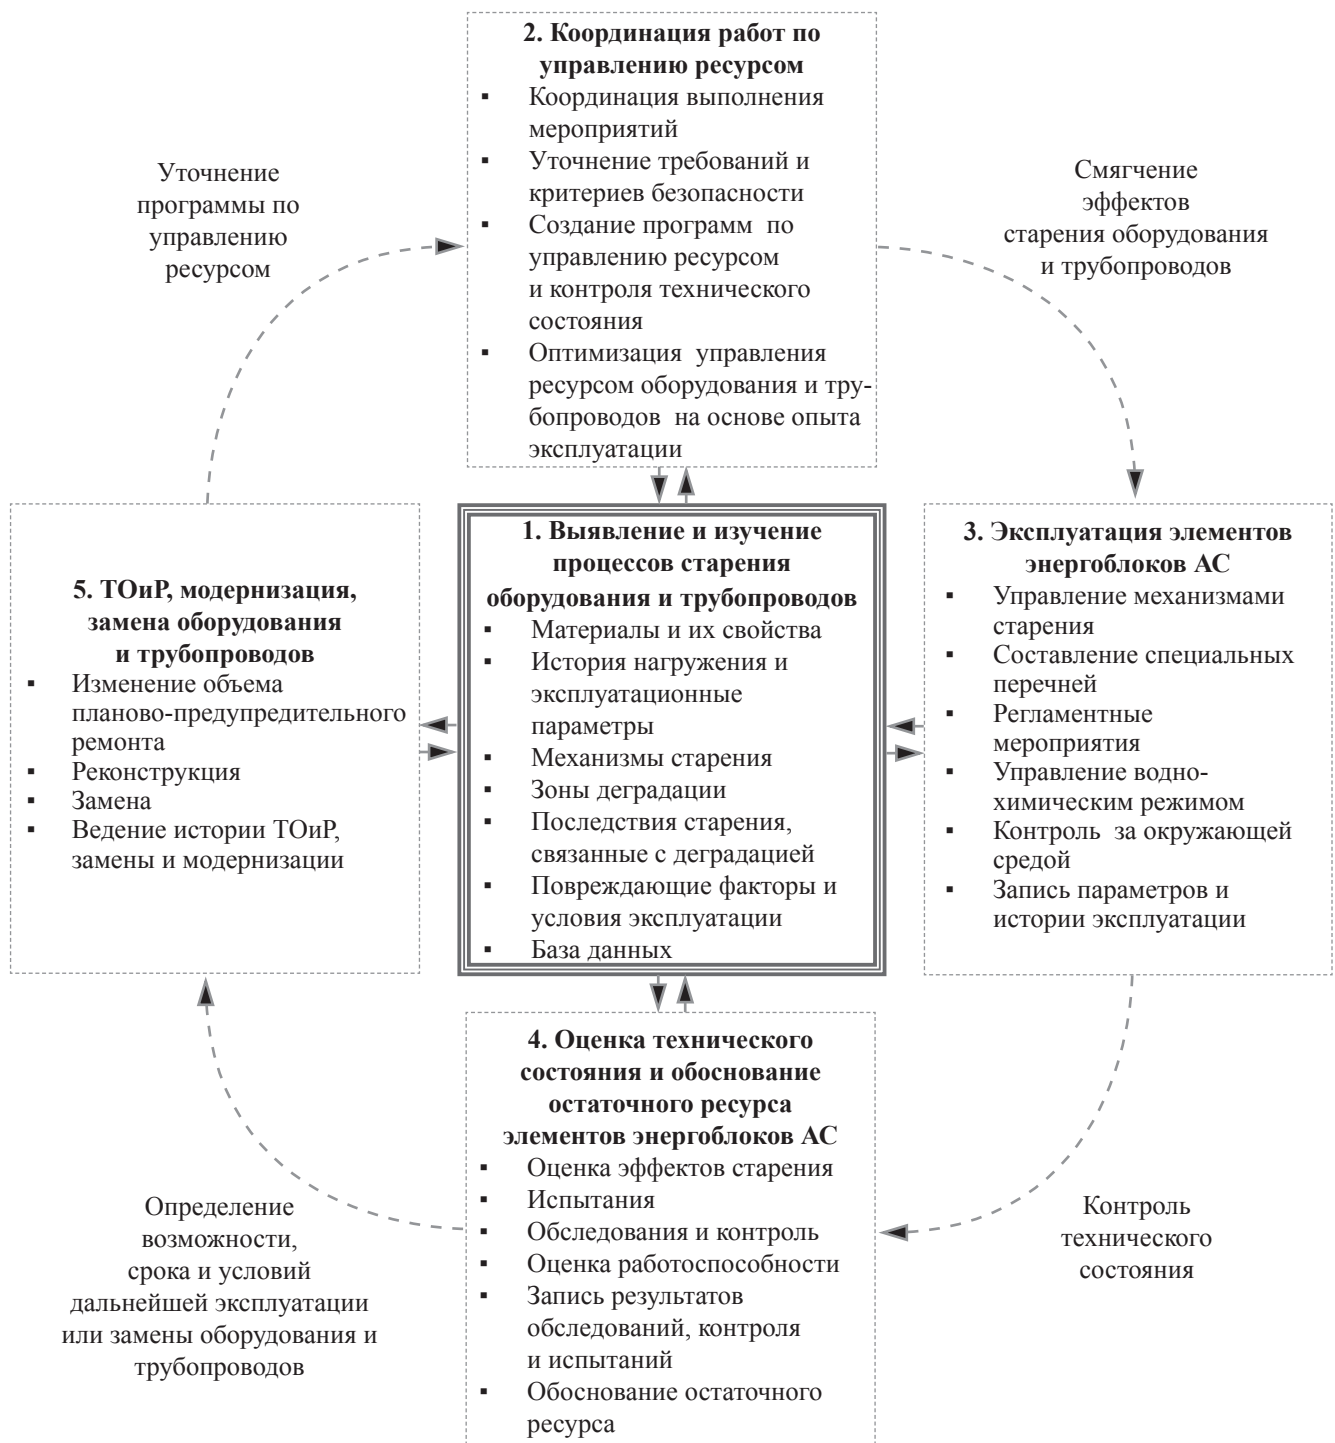 2. Координация работ по
управлению ресурсом
▪ Координация выполнения
мероприятий
▪ Уточнение требований и
критериев безопасности
▪ Создание программ по
управлению ресурсом
и контроля технического
состояния
▪ Оптимизация управления
ресурсом оборудования и тру-
бопроводов на основе опыта
эксплуатации
Уточнение
программы по
управлению
ресурсом
Смягчение
эффектов
старения оборудования
и трубопроводов
5. ТОиР, модернизация,
замена оборудования
и трубопроводов
▪ Изменение объема
планово-предупредительного
ремонта
▪ Реконструкция
▪ Замена
▪ Ведение истории ТОиР,
замены и модернизации
1. Выявление и изучение
процессов старения
оборудования и трубопроводов
▪ Материалы и их свойства
▪ История нагружения и
эксплуатационные
параметры
▪ Механизмы старения
▪ Зоны деградации
▪ Последствия старения,
связанные с деградацией
▪ Повреждающие факторы и
условия эксплуатации
▪ База данных
3. Эксплуатация элементов
энергоблоков АС
▪ Управление механизмами
старения
▪ Составление специальных
перечней
▪ Регламентные
мероприятия
▪ Управление водно-
химическим режимом
▪ Контроль за окружающей
средой
▪ Запись параметров и
истории эксплуатации
4. Оценка технического
состояния и обоснование
остаточного ресурса
элементов энергоблоков АС
▪ Оценка эффектов старения
▪ Испытания
▪ Обследования и контроль
▪ Оценка работоспособности
▪ Запись результатов
обследований, контроля
и испытаний
▪ Обоснование остаточного
ресурса
Определение
возможности,
срока и условий
дальнейшей эксплуатации
или замены оборудования и
трубопроводов
Контроль
технического
состояния